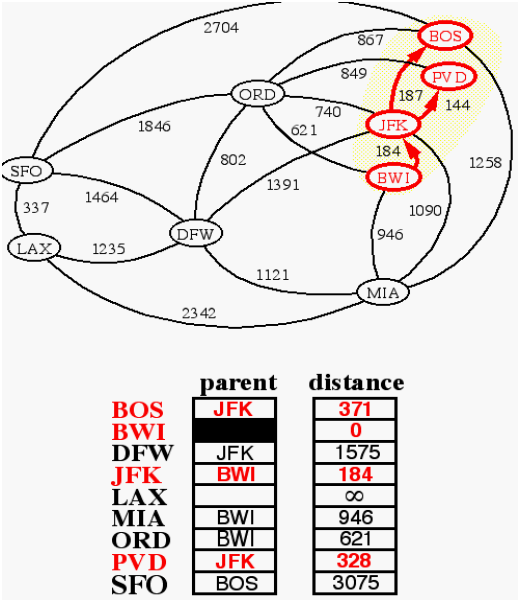 2704
BOS
867
849
PVD
ORD
187
144
740
JFK
1846
621
184
1258
SFO
802
BWI
1391
1464
337
1090
DFW
946
LAX
1235
1121
MIA
2342
parent distance
BOS JFK 371
BWI 0
DFW JFK 1575
JFK BWI 184
LAX ∞
MIA BWI 946
ORD BWI 621
PVD JFK 328
SFO BOS 3075